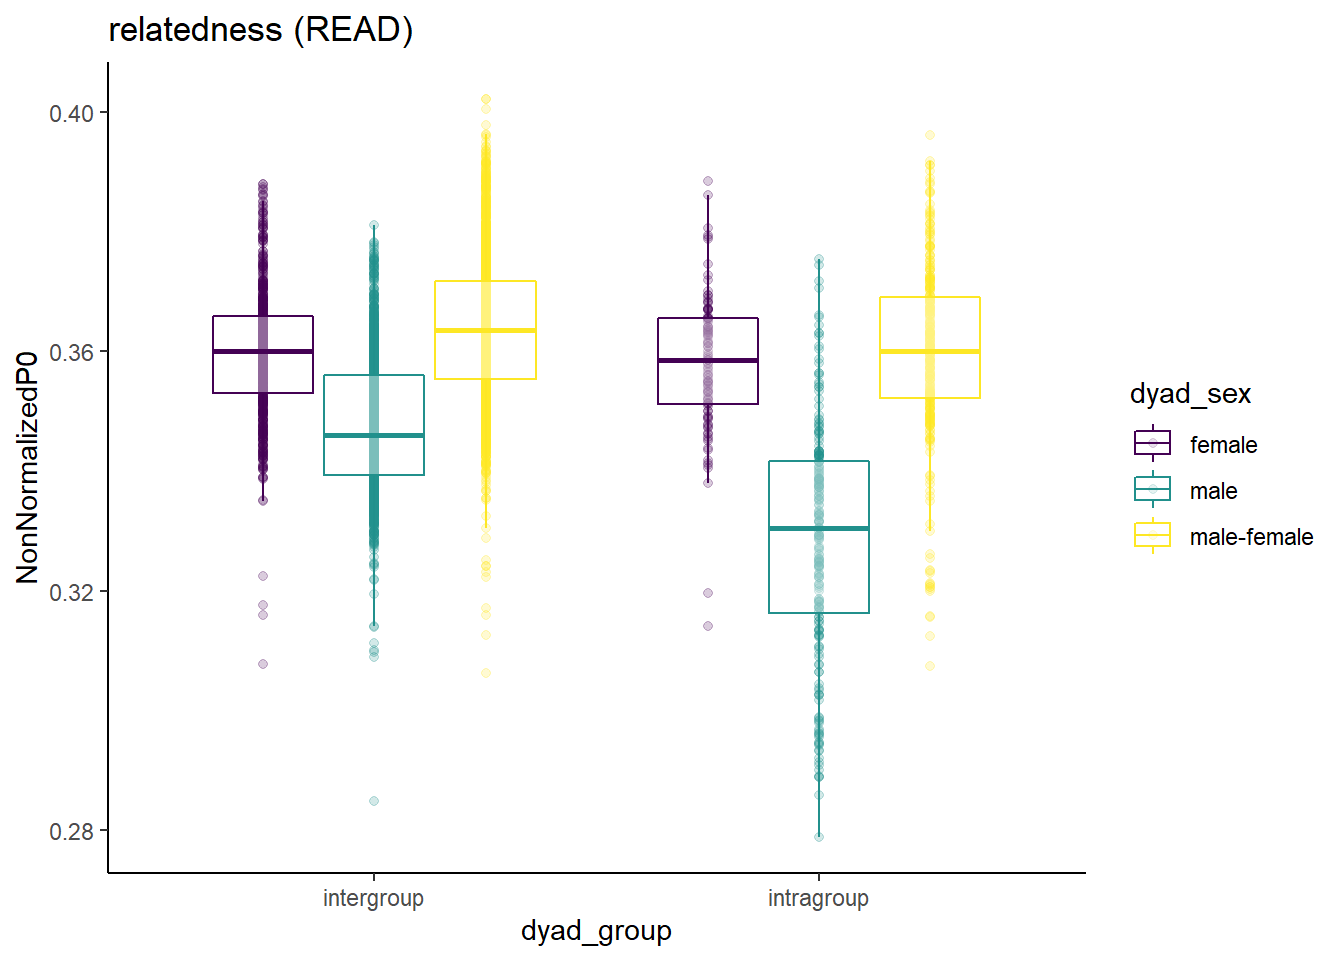 relatedness (READ)
NonNormalizedP0
0.40
0.36
0.32
0.28
intergroup
intragroup
dyad_group
dyad_sex
female
male
male-female